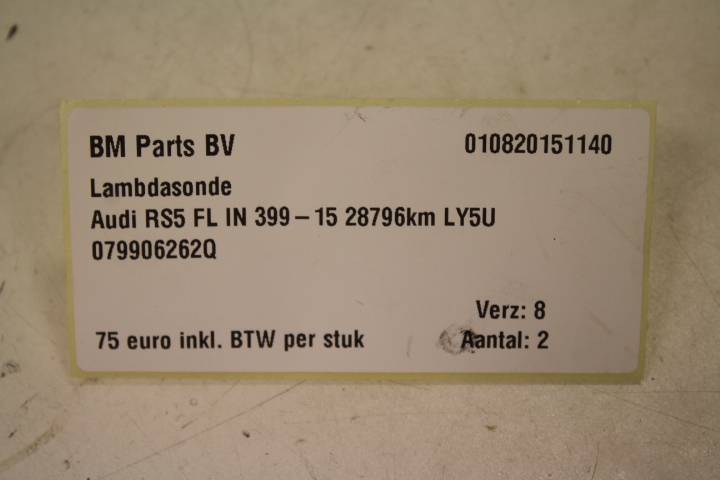 BM Parts BV 010820151140
Lambdasonde
Audi RS5 FL IN 399-15 28796km LY5U
079906262Q
Verz: 8
75 euro inkl. BTW per stuk Aantal: 2